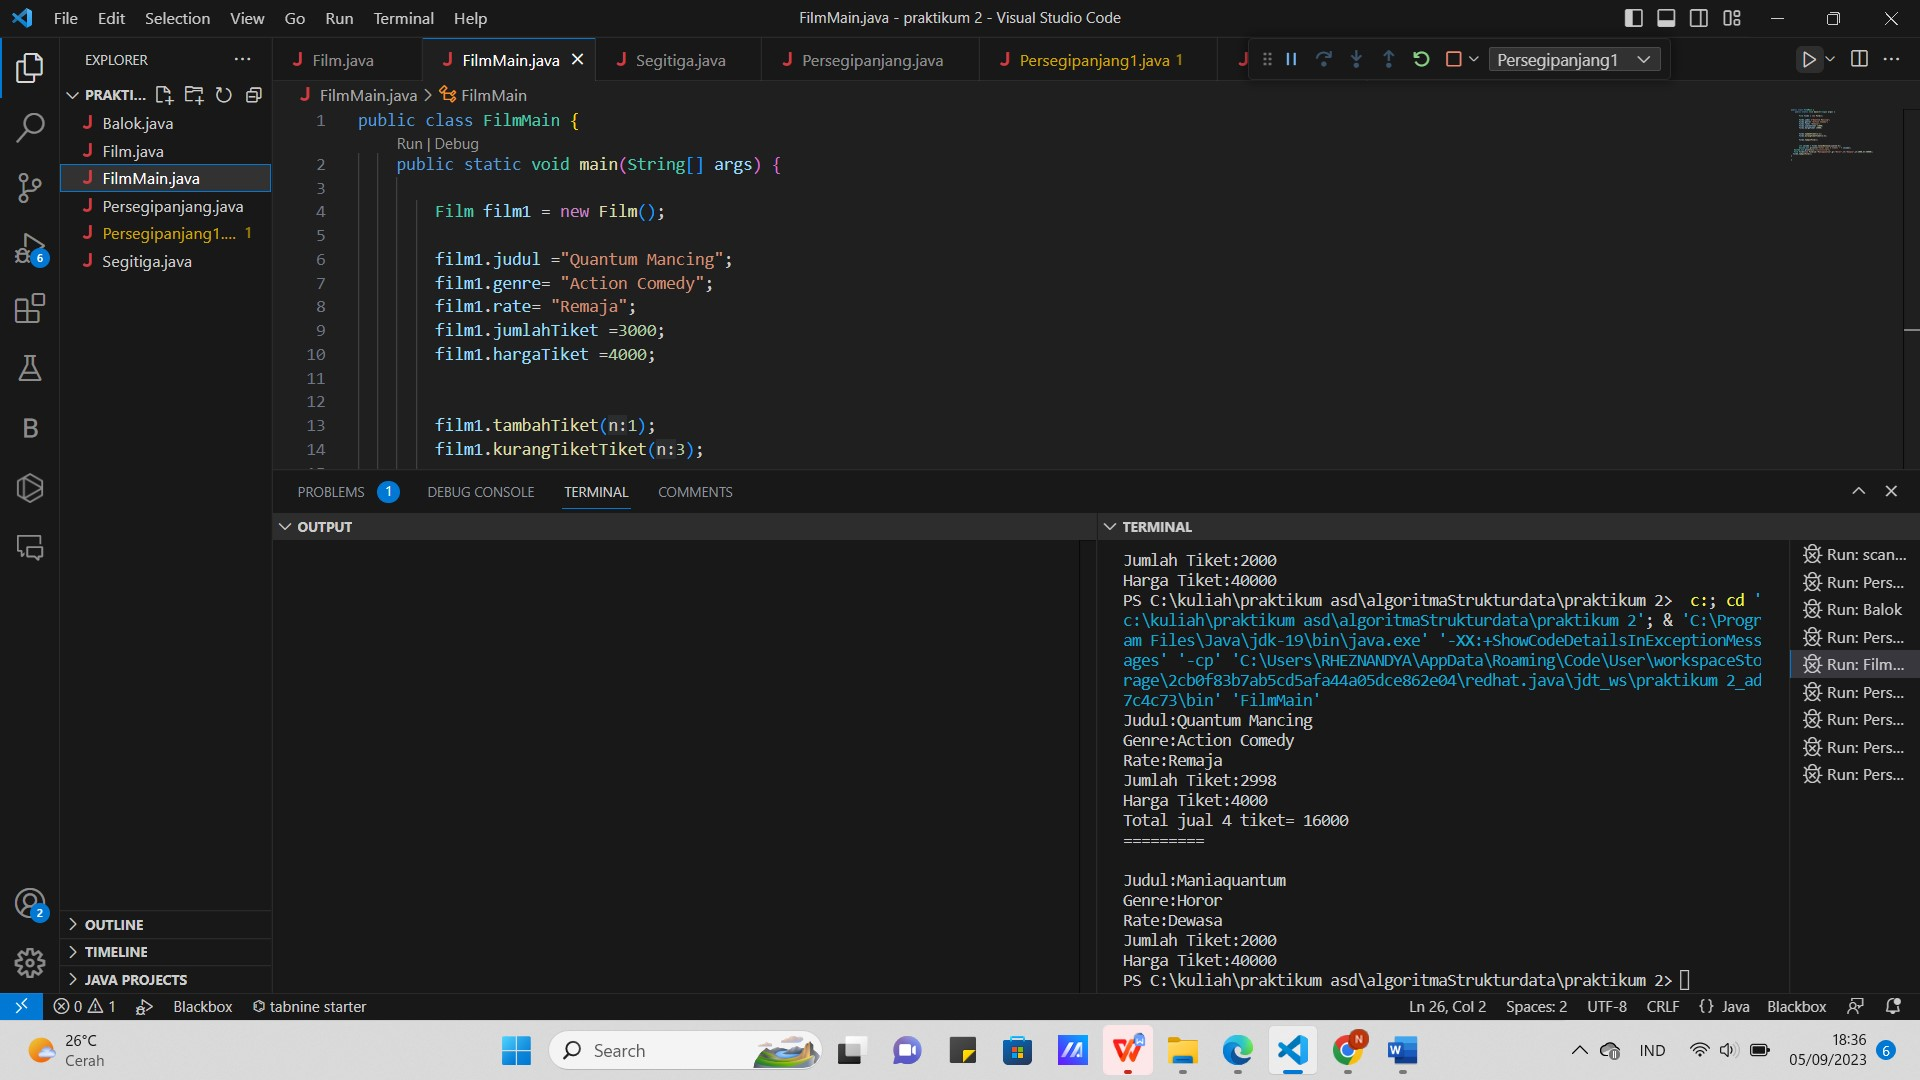 File Edit Selection View Go Run Terminal Help
FilmMain.java - praktikum 2 - Visual Studio Code
EXPLORER
Film.java
FilmMain.java
Segitiga.java
Persegipanjang.java
Persegipanjang1.java 1
Persegipanjang1
PRAKTI...
Balok.java
Film.java
FilmMain.java
Persegipanjang.java
Persegipanjang1.... 1
Segitiga.java
OUTLINE
TIMELINE
JAVA PROJECTS
6
B
2
FilmMain.java > FilmMain
1 public class FilmMain {
Run | Debug
2 public static void main(String[] args) {
3
4 Film film1 = new Film();
5
6 film1.judul ="Quantum Mancing";
7 film1.genre= "Action Comedy";
8 film1.rate= "Remaja";
9 film1.jumlahTiket =3000;
10 film1.hargaTiket =4000;
11
12
13 film1.tambahTiket(n:1);
14 film1.kurangTiketTiket(n:3);
PROBLEMS 1 DEBUG CONSOLE TERMINAL COMMENTS
OUTPUT
TERMINAL
Jumlah Tiket:2000
Harga Tiket:40000
PS C:\kuliah\praktikum asd\algoritmaStrukturdata\praktikum 2> c:; cd '
c:\kuliah\praktikum asd\algoritmaStrukturdata\praktikum 2'; & 'C:\Progr
am Files\Java\jdk-19\bin\java.exe' '-XX:+ShowCodeDetailsInExceptionMess
ages' '-cp' 'C:\Users\RHEZNANDYA\AppData\Roaming\Code\User\workspaceSto
rage\2cb0f83b7ab5cd5afa44a05dce862e04\redhat.java\jdt_ws\praktikum 2_ad
7c4c73\bin' 'FilmMain'
Judul:Quantum Mancing
Genre:Action Comedy
Rate:Remaja
Jumlah Tiket:2998
Harga Tiket:4000
Total jual 4 tiket= 16000
=========
Judul:Maniaquantum
Genre:Horor
Rate:Dewasa
Jumlah Tiket:2000
Harga Tiket:40000
PS C:\kuliah\praktikum asd\algoritmaStrukturdata\praktikum 2>
Run: scan...
Run: Pers...
Run: Balok
Run: Pers...
Run: Film...
Run: Pers...
Run: Pers...
Run: Pers...
Run: Pers...
0 1 Blackbox tabnine starter
Ln 26, Col 2 Spaces: 2 UTF-8 CRLF {} Java Blackbox
26°C
Cerah
Search
N
IND
18:36
05/09/2023
6